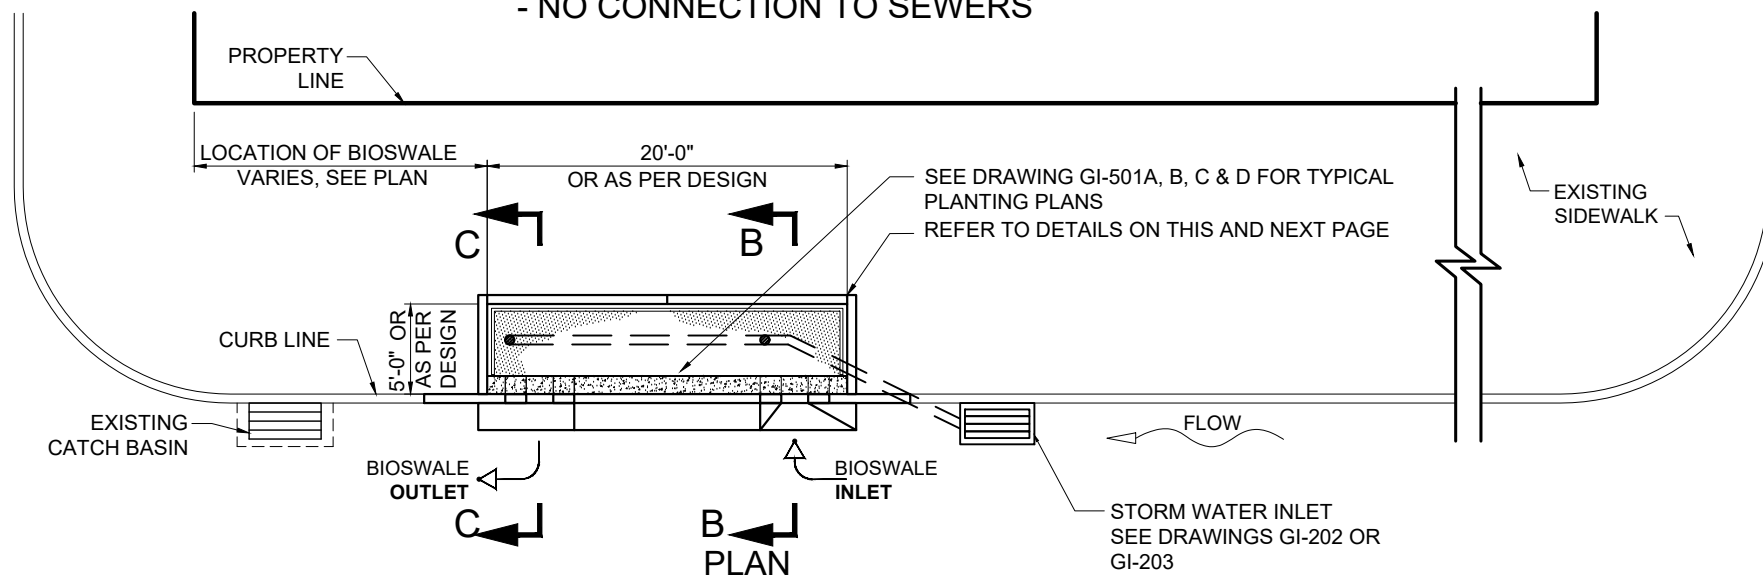 - NO CONNECTION TO SEWERS
PROPERTY
LINE
LOCATION OF BIOSWALE
VARIES, SEE PLAN
20'-0"
OR AS PER DESIGN
SEE DRAWING GI-501A, B, C & D FOR TYPICAL
PLANTING PLANS
REFER TO DETAILS ON THIS AND NEXT PAGE
EXISTING
SIDEWALK
C
B
5'-0" OR
AS PER
DESIGN
CURB LINE
EXISTING
CATCH BASIN
FLOW
BIOSWALE
OUTLET
BIOSWALE
INLET
C
B
STORM WATER INLET
SEE DRAWINGS GI-202 OR
GI-203
PLAN